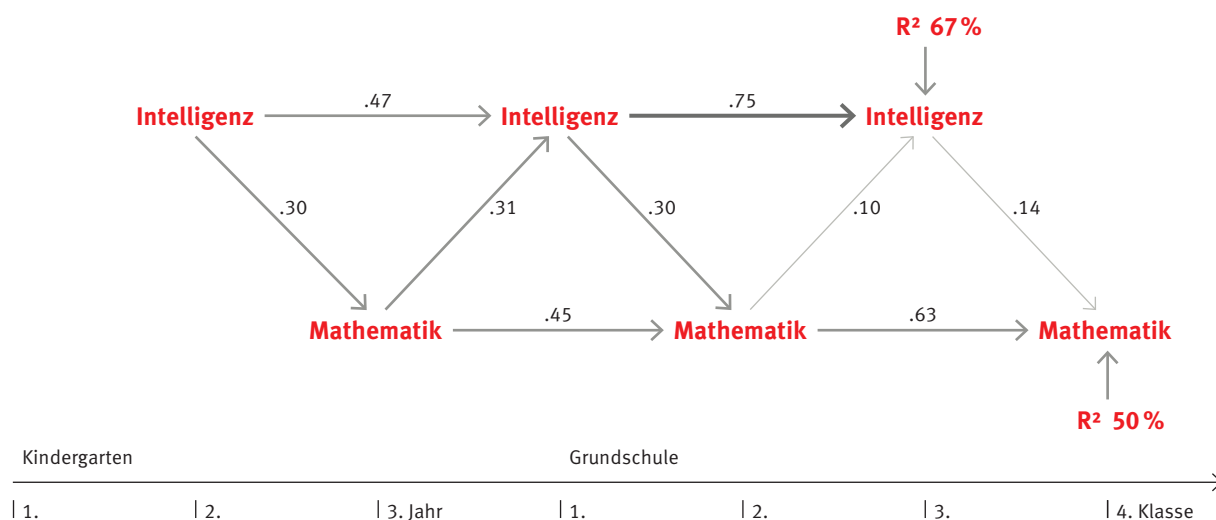 R² 67 %
.47
.75
Intelligenz Intelligenz Intelligenz
.30 .31 .30 .10 .14
.45 .63
Mathematik Mathematik Mathematik
R² 50 %
Kindergarten Grundschule
1. 2. 3. Jahr 1. 2. 3. 4. Klasse